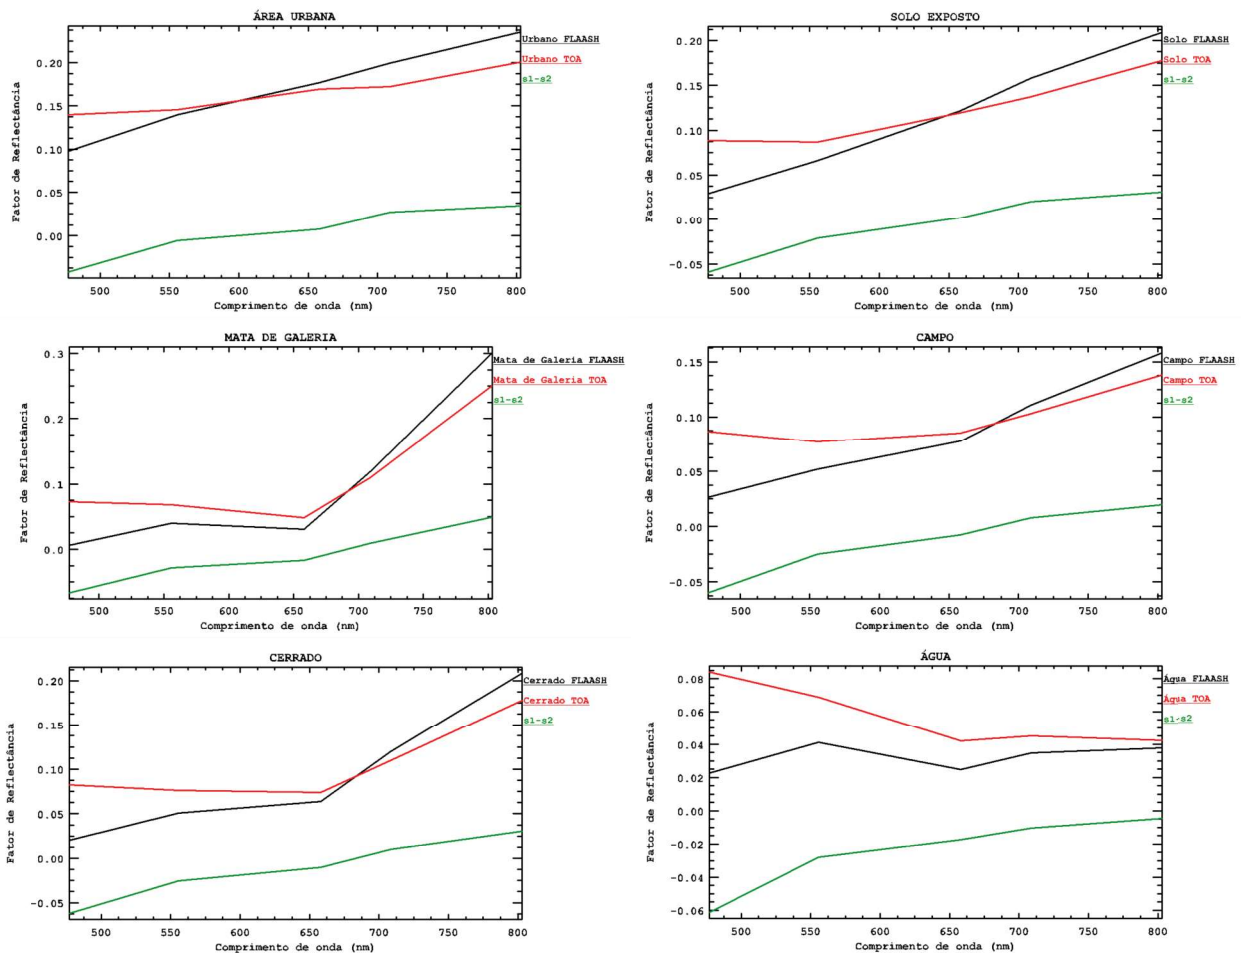 ÁREA URBANA
Fator de Reflectância
0.20
0.15
0.10
0.05
0.00
500 550 600 650 700 750 800
Comprimento de onda (nm)
Urbano FLAASH
Urbano TOA
s1-s2
SOLO EXPOSTO
Fator de Reflectância
0.20
0.15
0.10
0.05
0.00
-0.05
500 600 700 800
Comprimento de onda (nm)
Solo FLAASH
Solo TOA
s1-s2
MATA DE GALERIA
Fator de Reflectância
0.3
0.2
0.1
0.0
500 550 600 650 700 750 800
Comprimento de onda (nm)
Mata de Galeria FLAASH
Mata de Galeria TOA
s1-s2
CAMPO
Fator de Reflectância
0.15
0.10
0.05
0.00
-0.05
500 600 700 800
Comprimento de onda (nm)
Campo FLAASH
Campo TOA
s1-s2
CERRADO
Fator de Reflectância
0.20
0.15
0.10
0.05
0.00
-0.05
500 550 600 650 700 750 800
Comprimento de onda (nm)
Cerrado FLAASH
Cerrado TOA
s1-s2
ÁGUA
Fator de Reflectância
0.08
0.06
0.04
0.02
0.00
-0.02
-0.04
-0.06
500 600 700 800
Comprimento de onda (nm)
Água FLAASH
Água TOA
s1-s2